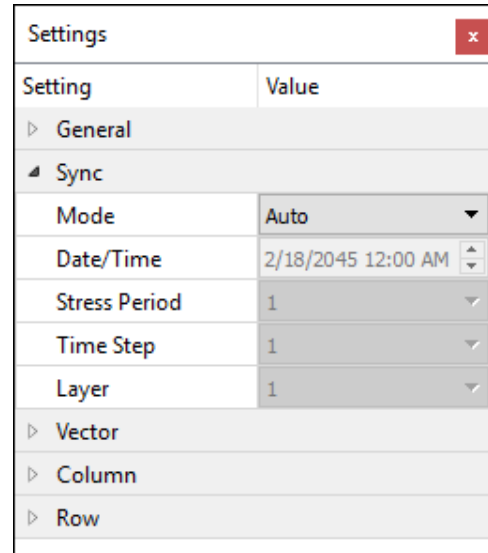 Settings
x
Setting Value
General
Sync
Mode Auto
Date/Time 2/18/2045 12:00 AM
Stress Period 1
Time Step 1
Layer 1
Vector
Column
Row